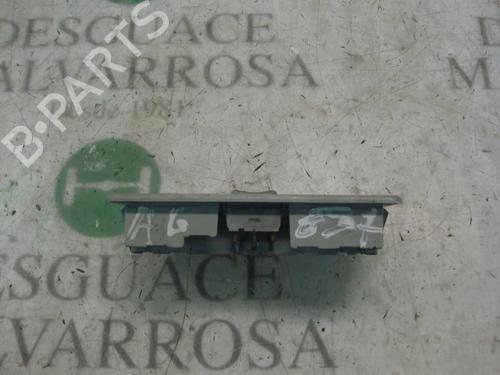 DESGUACE
MALVARROSA
desde 1981
B-PARTS
D
M
A6
DESGUACE
MALVARROSA